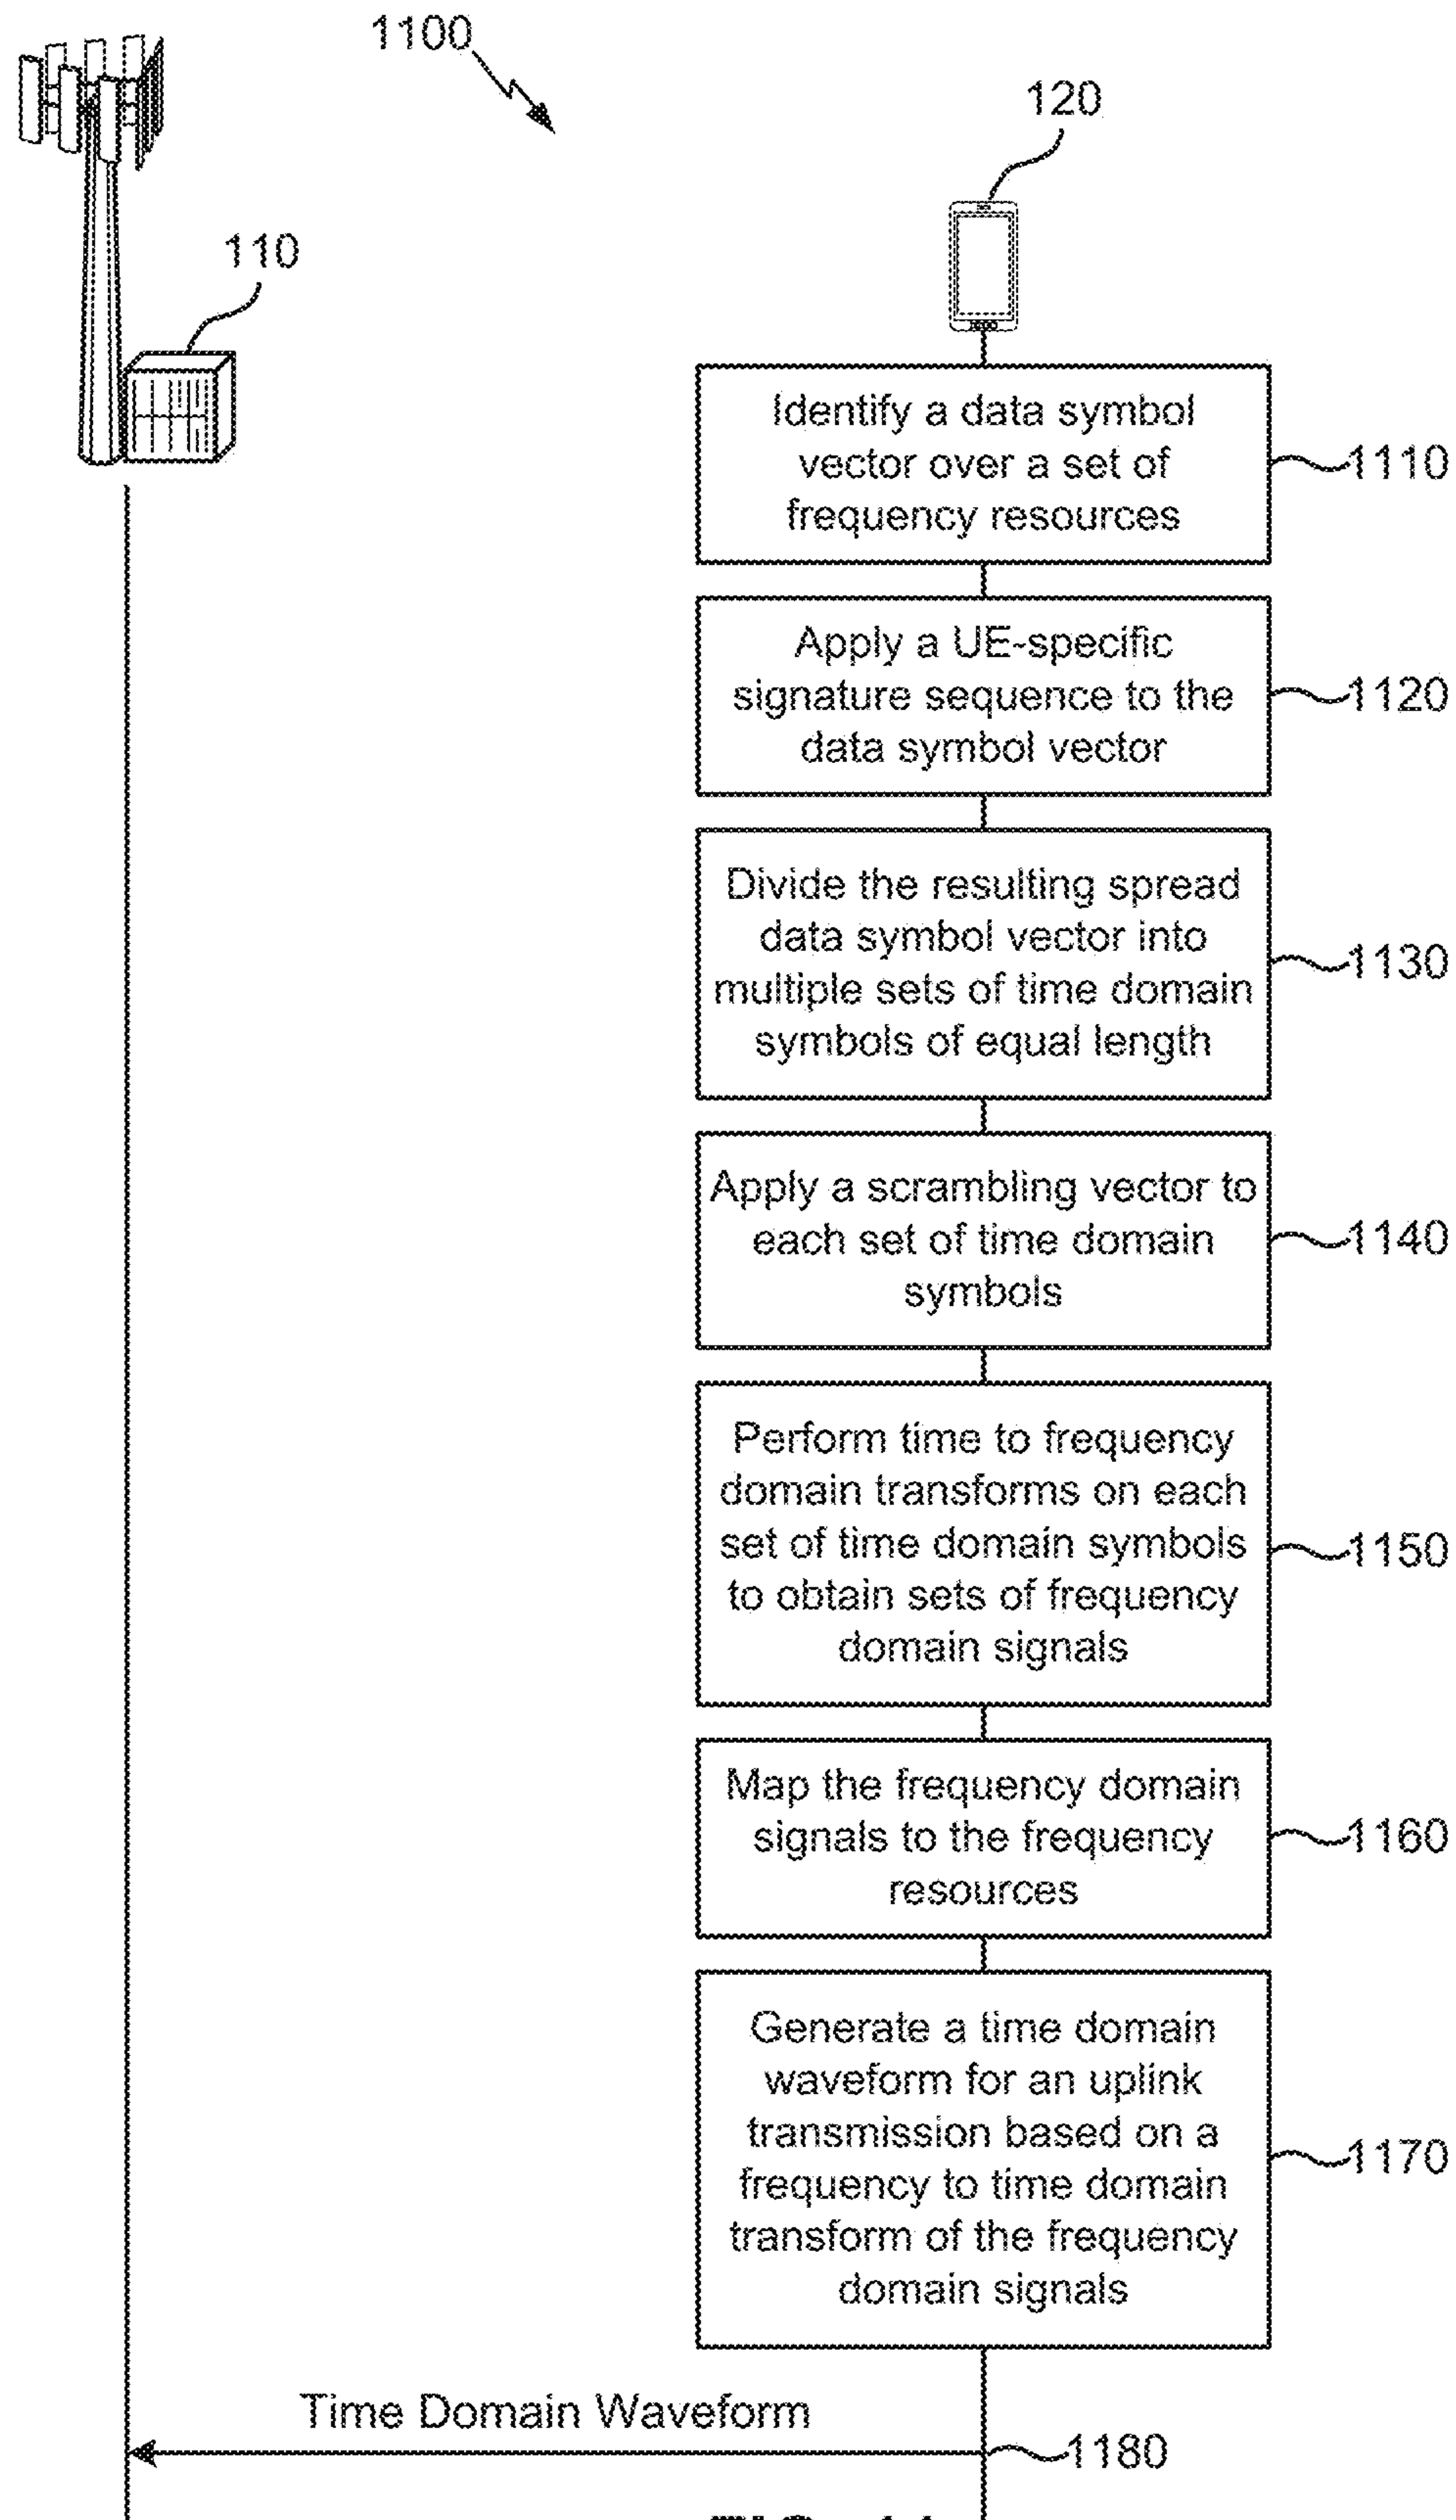 1100
120
110
Identify a data symbol
vector over a set of
frequency resources
1110
Apply a UE-specific
signature sequence to the
data symbol vector
1120
Divide the resulting spread
data symbol vector into
multiple sets of time domain
symbols of equal length
1130
Apply a scrambling vector to
each set of time domain
symbols
1140
Perform time to frequency
domain transforms on each
set of time domain symbols
to obtain sets of frequency
domain signals
1150
Map the frequency domain
signals to the frequency
resources
1160
Generate a time domain
waveform for an uplink
transmission based on a
frequency to time domain
transform of the frequency
domain signals
1170
Time Domain Waveform
1180